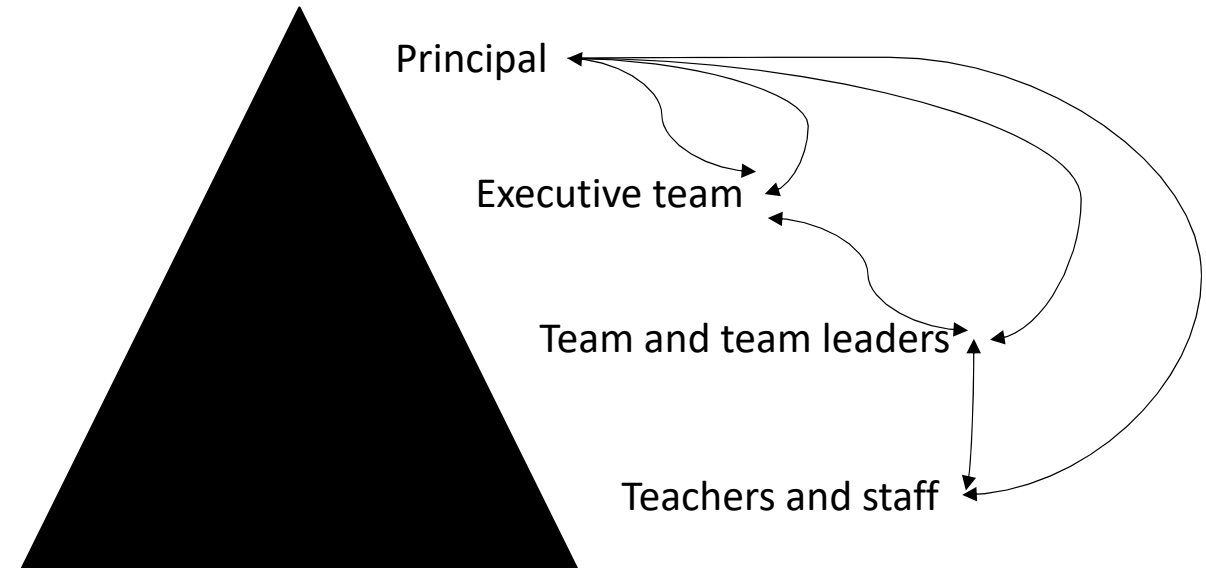 Principal
Executive team
Team and team leaders
Teachers and staff